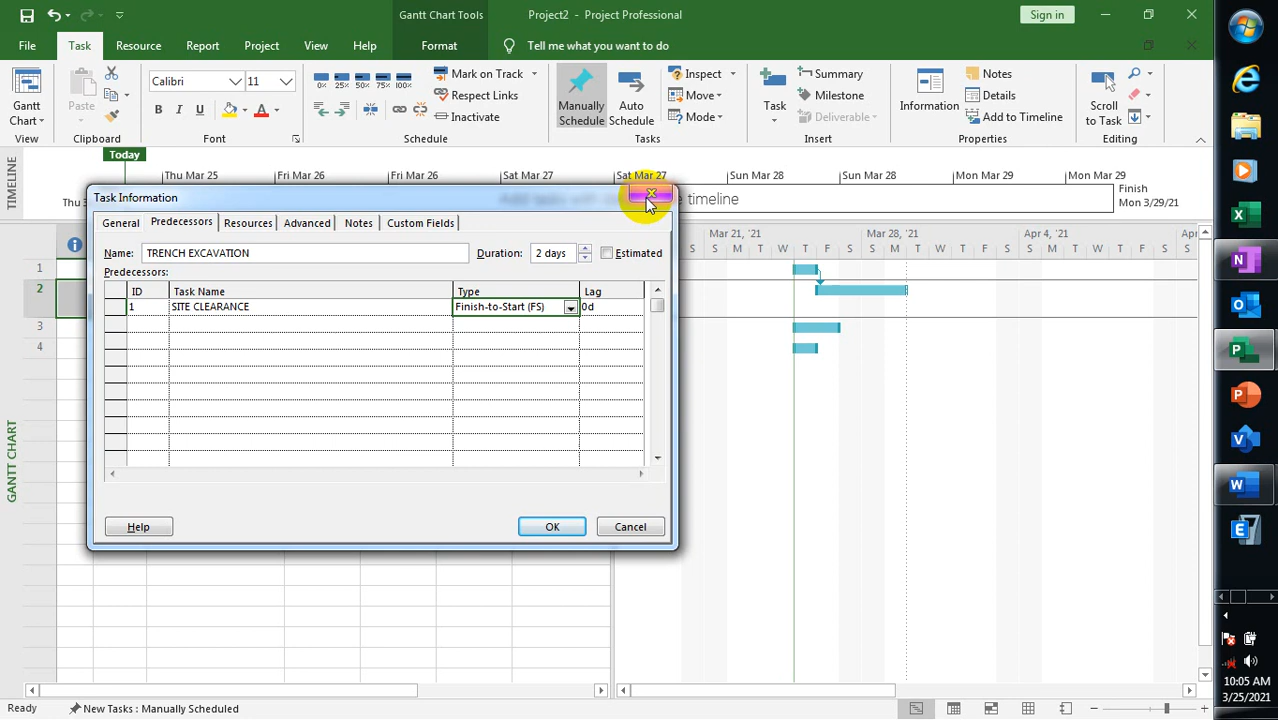 Gantt Chart Tools
Project2 - Project Professional
Sign in
File
Task
Resource
Report
Project
View
Help
Format
Tell me what you want to do
Gantt
Chart
View
Paste
Clipboard
Calibri
11
B I U
A
Font
0% 25% 50% 75% 100%
Mark on Track
Respect Links
Inactivate
Schedule
Manually
Schedule
Auto
Schedule
Inspect
Move
Mode
Tasks
Task
Summary
Milestone
Deliverable
Insert
Information
Notes
Details
Add to Timeline
Properties
Scroll
to Task
Editing
TIMELINE
Today
Thu Mar 25
Fri Mar 26
Fri Mar 26
Sat Mar 27
Sun Mar 28
Sun Mar 28
Mon Mar 29
Mon Mar 29
Finish
Mon 3/29/21
Task Information
General
Predecessors
Resources
Advanced
Notes
Custom Fields
Name:
TRENCH EXCAVATION
Duration:
2 days
Estimated
Predecessors:
ID
Task Name
Type
Lag
1
SITE CLEARANCE
Finish-to-Start (FS)
0d
Help
OK
Cancel
Mar 21, '21
Mar 28, '21
Apr 4, '21
S M T W T F S S M T W T F S S M T W T F S
1
2
3
4
GANTT CHART
Ready
New Tasks : Manually Scheduled
10:05 AM
3/25/2021